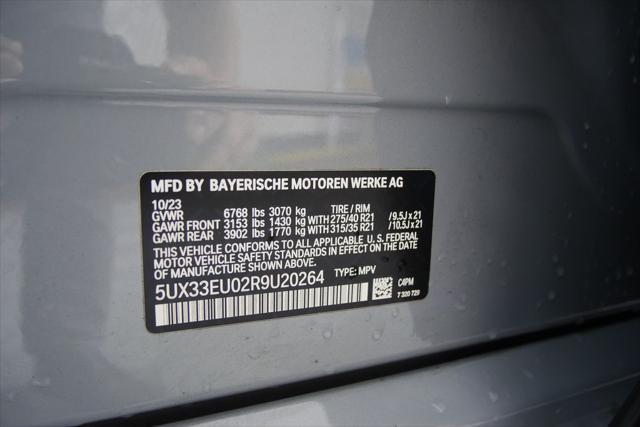 MFD BY BAYERISCHE MOTOREN WERKE AG
10/23
GVWR 6768 lbs 3070 kg TIRE / RIM
GAWR FRONT 3153 lbs 1430 kg WITH 275/40 R21 /9.5J x 21
GAWR REAR 3902 lbs 1770 kg WITH 315/35 R21 /10.5J x 21
THIS VEHICLE CONFORMS TO ALL APPLICABLE U. S. FEDERAL
MOTOR VEHICLE SAFETY STANDARDS IN EFFECT ON THE DATE
OF MANUFACTURE SHOWN ABOVE.
5UX33EU02R9U20264 TYPE: MPV
C4PM
7 320 729